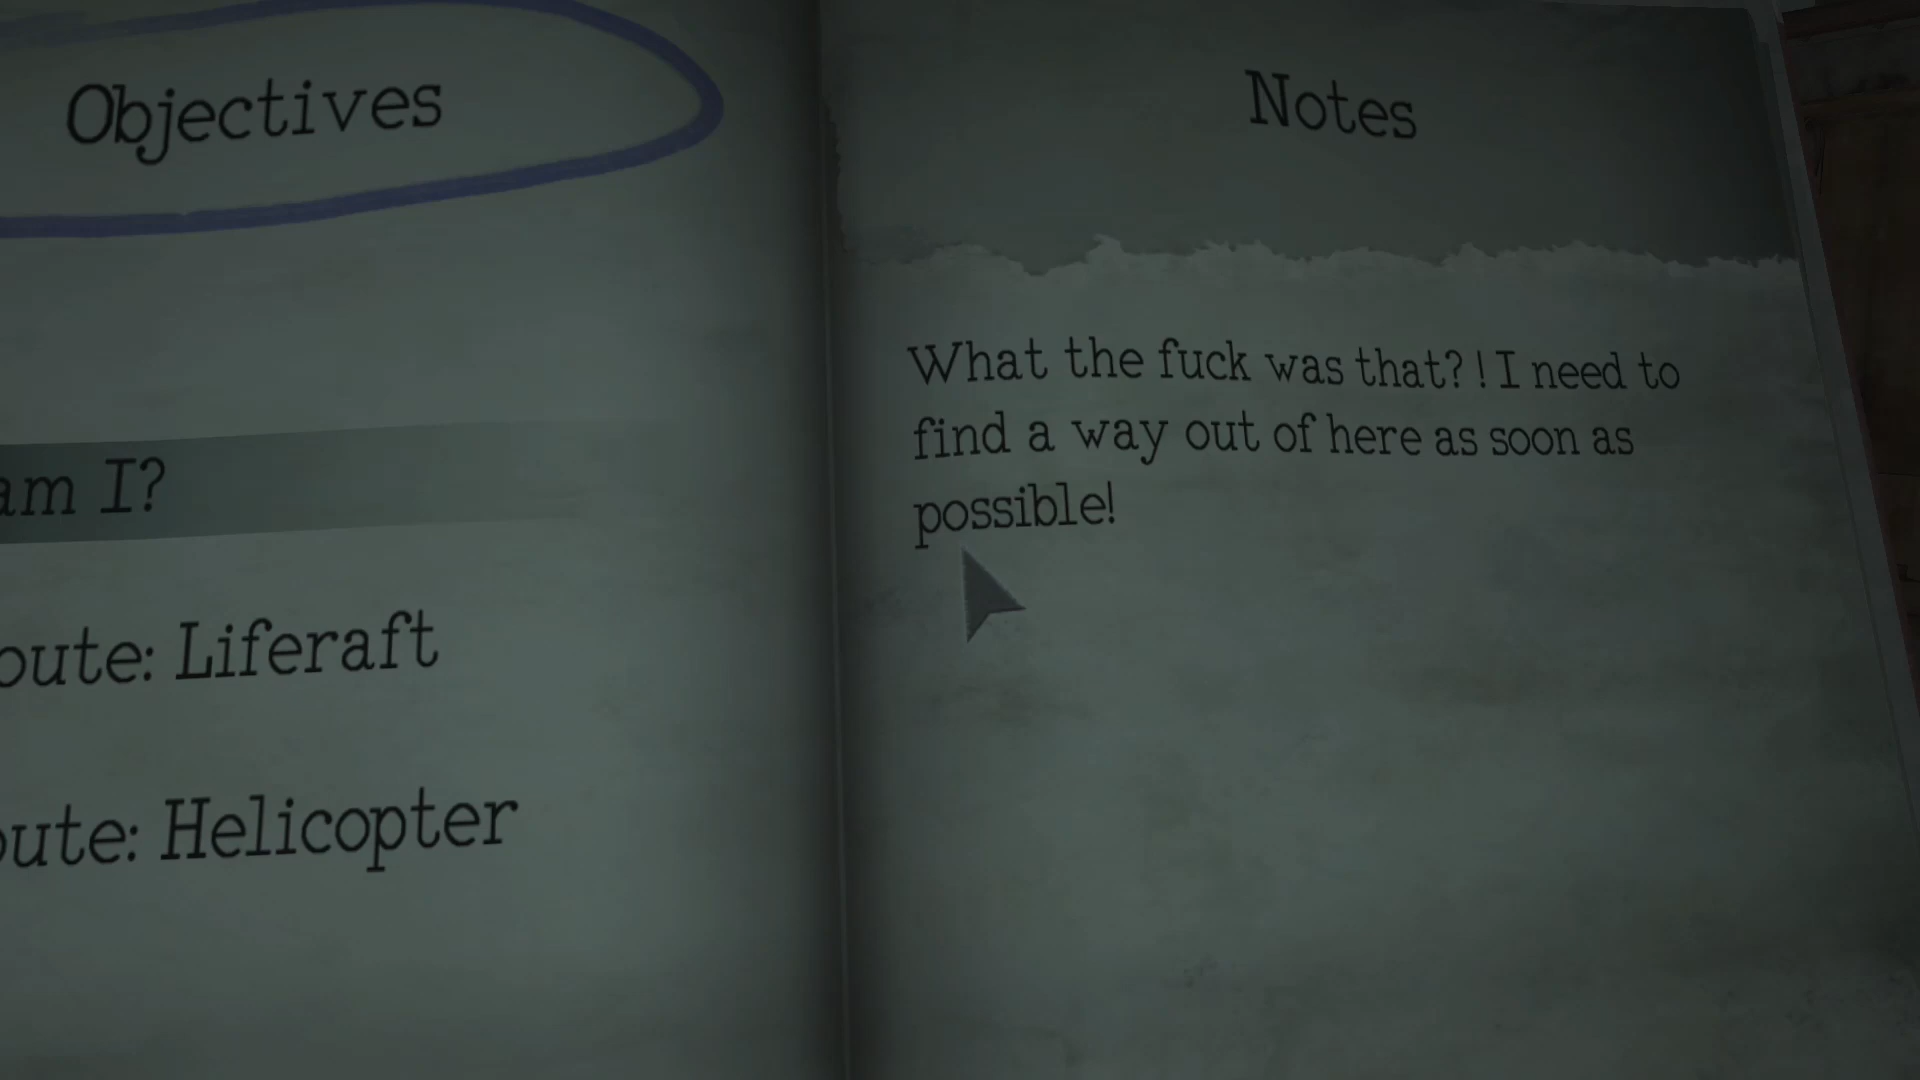 Objectives
am I?
oute: Liferaft
oute: Helicopter
Notes
What the fuck was that?! I need to
find a way out of here as soon as
possible!